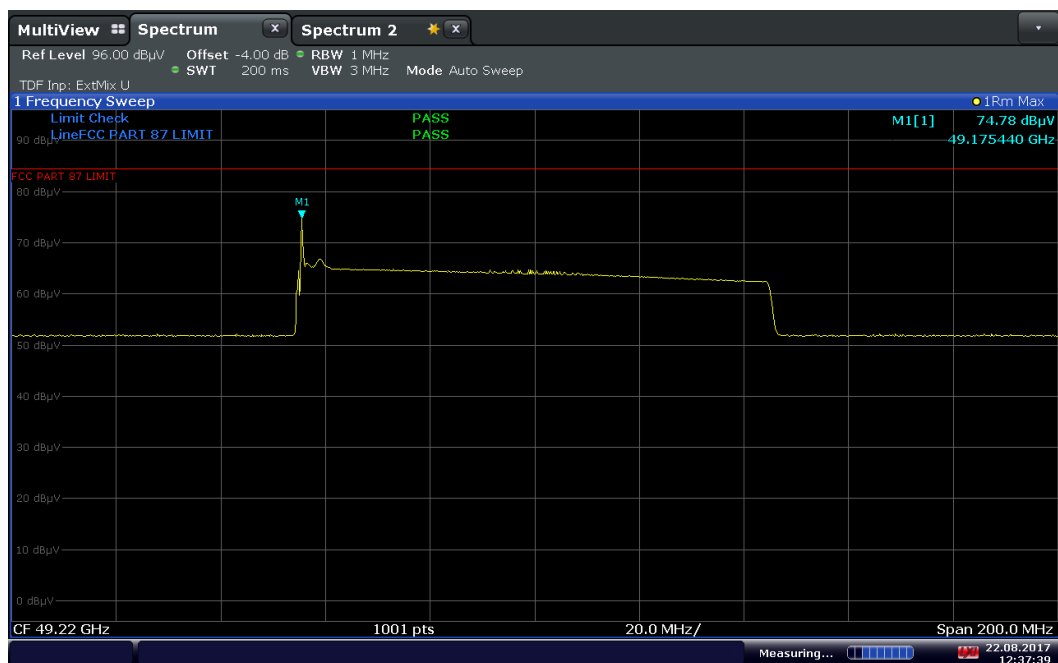 MultiView Spectrum X Spectrum 2 X
Ref Level 96.00 dBµV Offset -4.00 dB RBW 1 MHz
SWT 200 ms VBW 3 MHz Mode Auto Sweep
TDF Inp: ExtMix U
1 Frequency Sweep 1Rm Max
Limit Check PASS M1[1] 74.78 dBµV
90 dBµV LineFCC PART 87 LIMIT PASS 49.175440 GHz
FCC PART 87 LIMIT
80 dBµV
M1
70 dBµV
60 dBµV
50 dBµV
40 dBµV
30 dBµV
20 dBµV
10 dBµV
0 dBµV
CF 49.22 GHz 1001 pts 20.0 MHz/ Span 200.0 MHz
Measuring... 22.08.2017
12:37:39